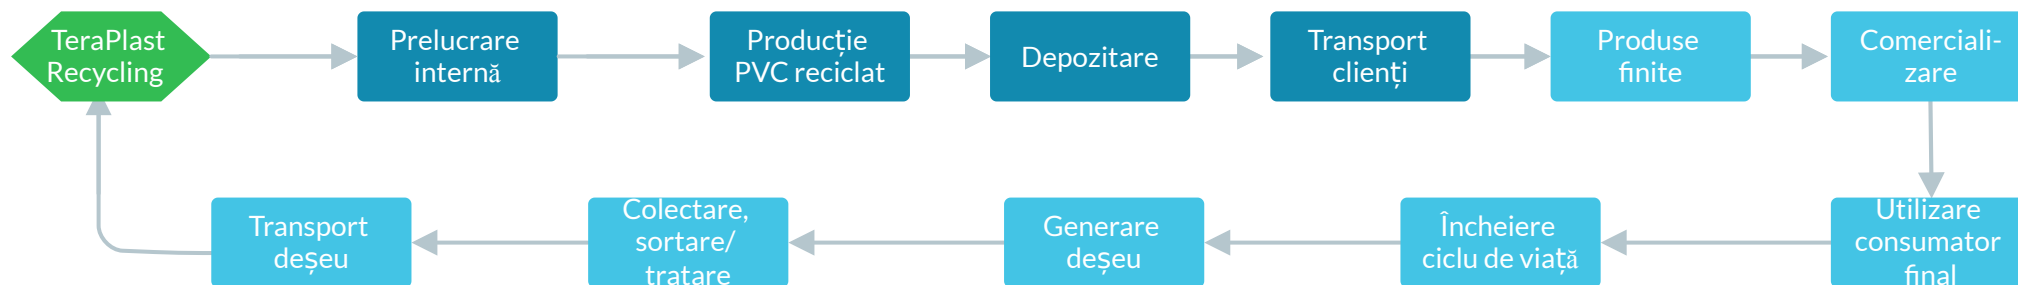 TeraPlast
Recycling
Prelucrare
internă
Producție
PVC reciclat
Depozitare
Transport
clienți
Produse
finite
Comerciali-
zare
Transport
deșeu
Colectare,
sortare/
tratare
Generare
deșeu
Încheiere
ciclu de viață
Utilizare
consumator
final